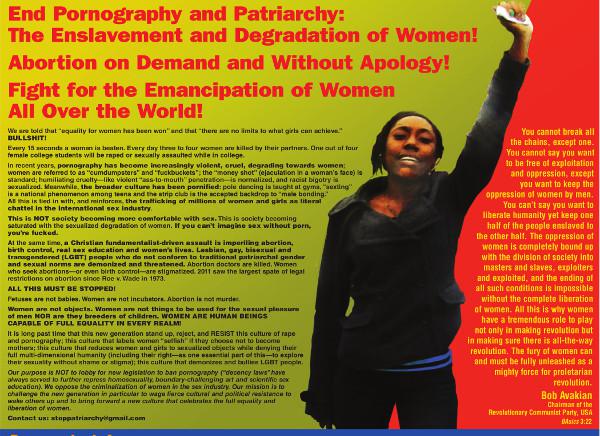 End Pornography and Patriarchy:
The Enslavement and Degradation of Women!
Abortion on Demand and Without Apology!
Fight for the Emancipation of Women
All Over the World!
We are told that "equality for women has been won" and that "there are no limits to what girls can achieve."
BULLSHIT!
Every 15 seconds a woman is beaten. Every day three to four women are killed by their partners. One out of four
female college students will be raped or sexually assaulted while in college.
In recent years, pornography has become increasingly violent, cruel, degrading towards women;
women are referred to as "cumdumpsters" and "fuckbuckets"; the "money shot" (ejaculation in a woman's face) is
standard; humiliating cruelty—like violent "ass-to-mouth" penetration—is normalized, and racist bigotry is
sexualized. Meanwhile, the broader culture has been pornified: pole dancing is taught at gyms, "sexting"
is a national phenomenon among teens and the strip club is the accepted backdrop to "male bonding."
All this is tied in with, and reinforces, the trafficking of millions of women and girls as literal
chattel in the international sex industry.
This is NOT society becoming more comfortable with sex. This is society becoming
saturated with the sexualized degradation of women. If you can't imagine sex without porn,
you're fucked.
At the same time, a Christian fundamentalist-driven assault is imperiling abortion,
birth control, real sex education and women's lives. Lesbian, gay, bisexual and
transgendered (LGBT) people who do not conform to traditional patriarchal gender
and sexual norms are demonized and threatened. Abortion doctors are killed. Women
who seek abortions—or even birth control—are stigmatized. 2011 saw the largest spate of legal
restrictions on abortion since Roe v. Wade in 1973.
ALL THIS MUST BE STOPPED!
Fetuses are not babies. Women are not incubators. Abortion is not murder.
Women are not objects. Women are not things to be used for the sexual pleasure
of men NOR are they breeders of children. WOMEN ARE HUMAN BEINGS
CAPABLE OF FULL EQUALITY IN EVERY REALM!
It is long past time that this new generation stand up, reject, and RESIST this culture of rape
and pornography; this culture that labels women "selfish" if they choose not to become
mothers; this culture that reduces women and girls to sexualized objects while denying their
full multi-dimensional humanity (including their right—as one essential part of this—to explore
their sexuality without shame or stigma); this culture that demonizes and bullies LGBT people.
Our purpose is NOT to lobby for new legislation to ban pornography ("decency laws" have
always served to further repress homosexuality, boundary-challenging art and scientific sex
education). We oppose the criminalization of women in the sex industry. Our mission is to
challenge the new generation in particular to wage fierce cultural and political resistance to
wake others up and to bring forward a new culture that celebrates the full equality and
liberation of women.
Contact us: stoppatriarchy@gmail.com
You cannot break all
the chains, except one.
You cannot say you want
to be free of exploitation
and oppression, except
you want to keep the
oppression of women by men.
You can't say you want to
liberate humanity yet keep one
half of the people enslaved to
the other half. The oppression of
women is completely bound up
with the division of society into
masters and slaves, exploiters
and exploited, and the ending of
all such conditions is impossible
without the complete liberation
of women. All this is why women
have a tremendous role to play
not only in making revolution but
in making sure there is all-the-way
revolution. The fury of women can
and must be fully unleashed as a
mighty force for proletarian
revolution.
Bob Avakian
Chairman of the
Revolutionary Communist Party, USA
BAsics 3:22